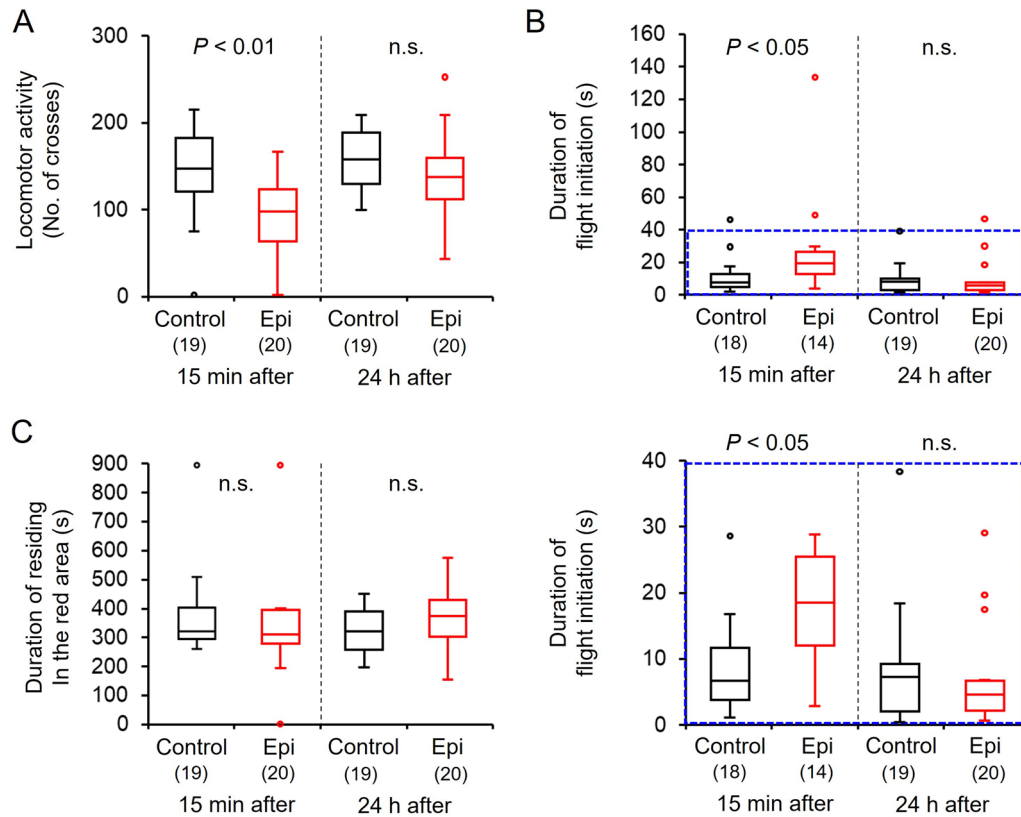 A
Locomotor activity
(No. of crosses)
300
200
100
0
P < 0.01
n.s.
Control Epi Control Epi
(19) (20) (19) (20)
15 min after 24 h after
B
Duration of
flight initiation (s)
160
140
120
100
80
60
40
20
0
P < 0.05
n.s.
Control Epi Control Epi
(18) (14) (19) (20)
15 min after 24 h after
C
Duration of residing
In the red area (s)
900
800
700
600
500
400
300
200
100
0
n.s.
n.s.
Control Epi Control Epi
(19) (20) (19) (20)
15 min after 24 h after
P < 0.05
n.s.
Duration of
flight initiation (s)
40
30
20
10
0
Control Epi Control Epi
(18) (14) (19) (20)
15 min after 24 h after